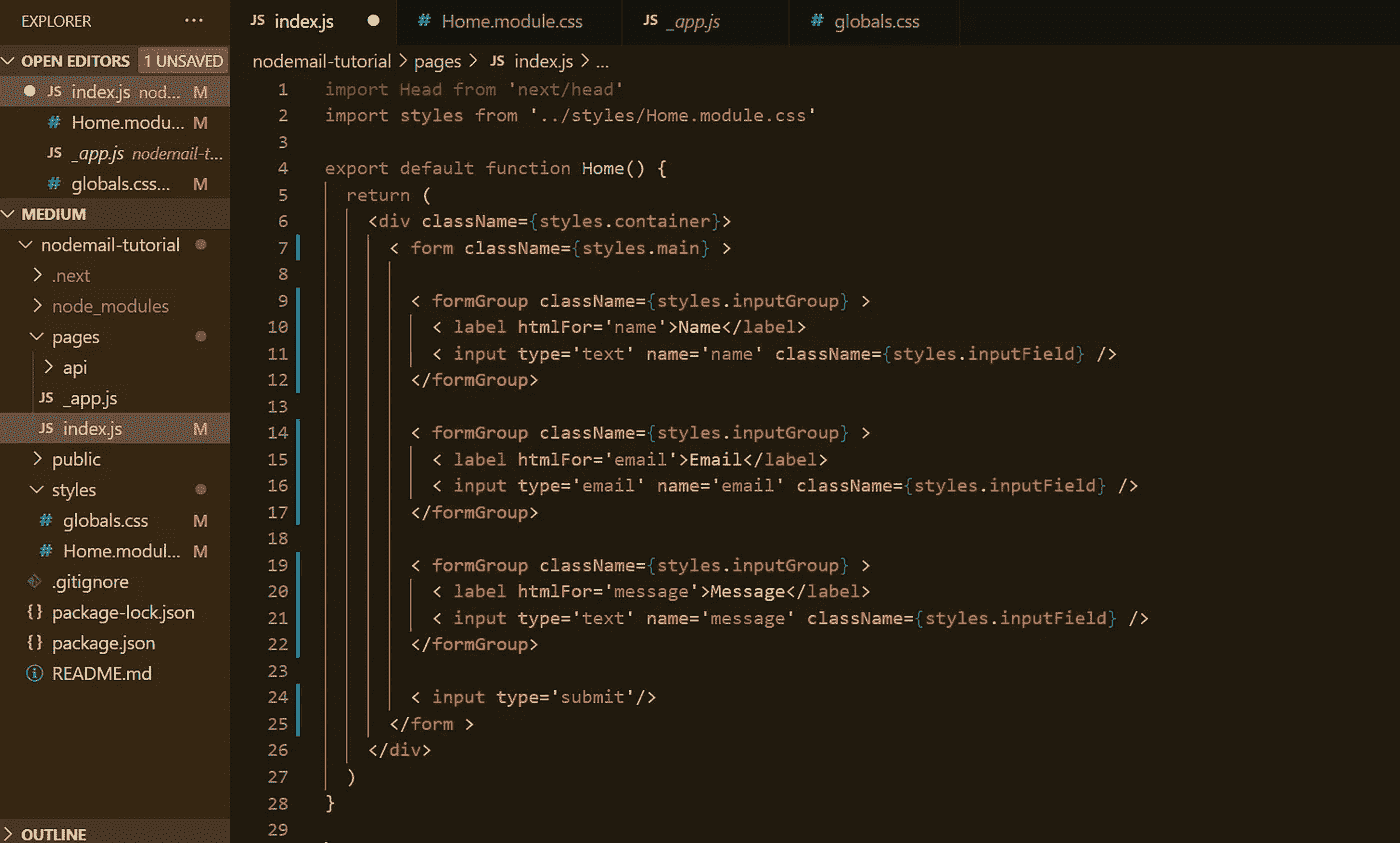 EXPLORER ...
OPEN EDITORS 1 UNSAVED
JS index.js nod... M
# Home.modu... M
JS _app.js nodemail-t...
# globals.css... M
MEDIUM
nodemail-tutorial
.next
node_modules
pages
api
JS _app.js
JS index.js M
public
styles
# globals.css M
# Home.modul... M
.gitignore
{} package-lock.json
{} package.json
README.md
OUTLINE
JS index.js # Home.module.css JS _app.js # globals.css
nodemail-tutorial > pages > JS index.js > ...
1 import Head from 'next/head'
2 import styles from '../styles/Home.module.css'
3
4 export default function Home() {
5 return (
6 <div className={styles.container}>
7 < form className={styles.main} >
8
9 < formGroup className={styles.inputGroup} >
10 < label htmlFor='name'>Name</label>
11 < input type='text' name='name' className={styles.inputField} />
12 </formGroup>
13
14 < formGroup className={styles.inputGroup} >
15 < label htmlFor='email'>Email</label>
16 < input type='email' name='email' className={styles.inputField} />
17 </formGroup>
18
19 < formGroup className={styles.inputGroup} >
20 < label htmlFor='message'>Message</label>
21 < input type='text' name='message' className={styles.inputField} />
22 </formGroup>
23
24 < input type='submit'/>
25 </form >
26 </div>
27 )
28 }
29